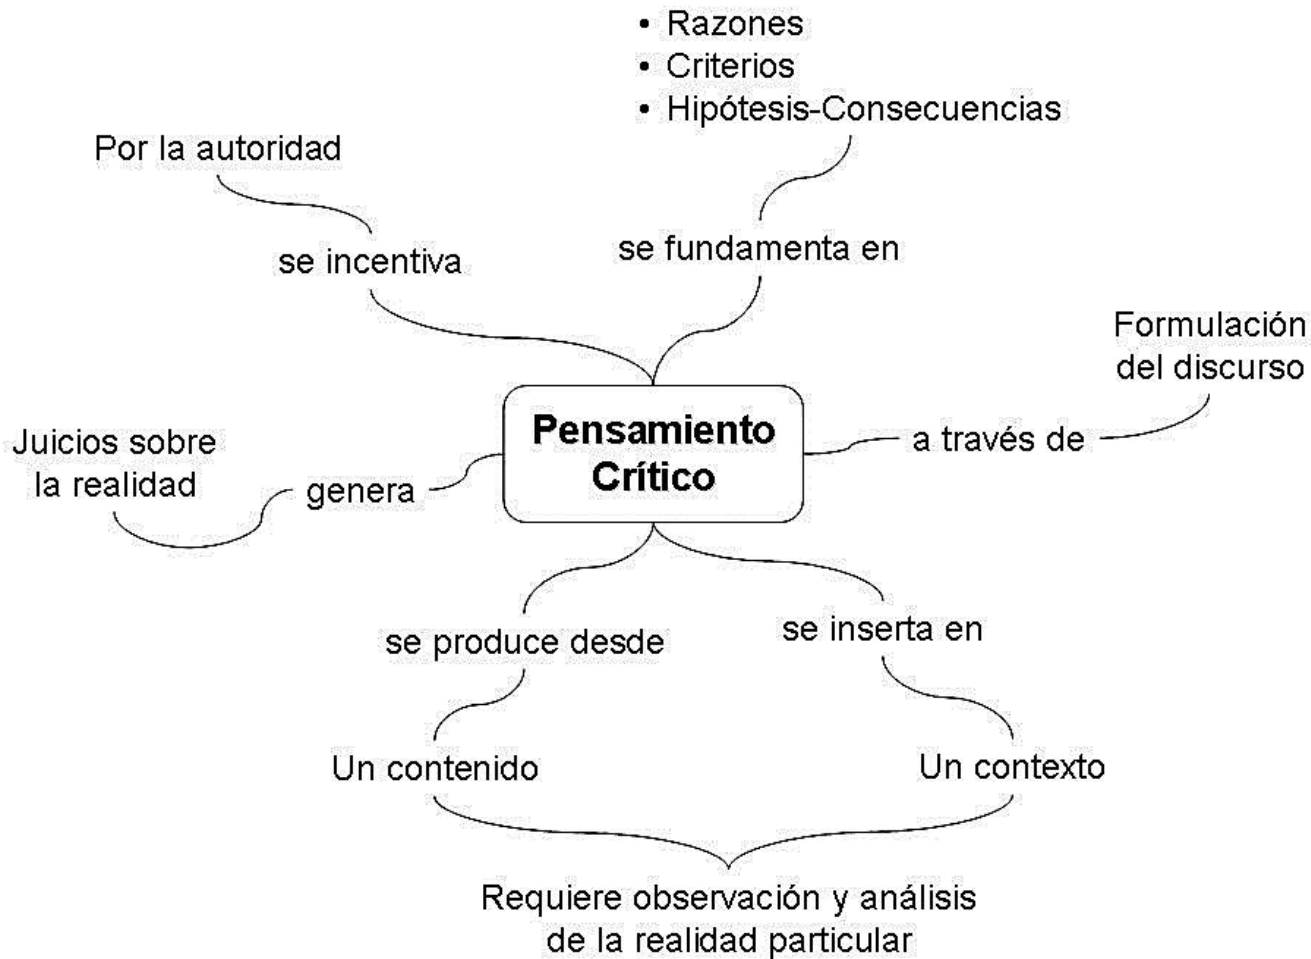 • Razones
• Criterios
• Hipótesis-Consecuencias
Por la autoridad
se incentiva
se fundamenta en
Formulación
del discurso
a través de
Pensamiento
Crítico
Juicios sobre
la realidad
genera
se produce desde
se inserta en
Un contenido
Un contexto
Requiere observación y análisis
de la realidad particular